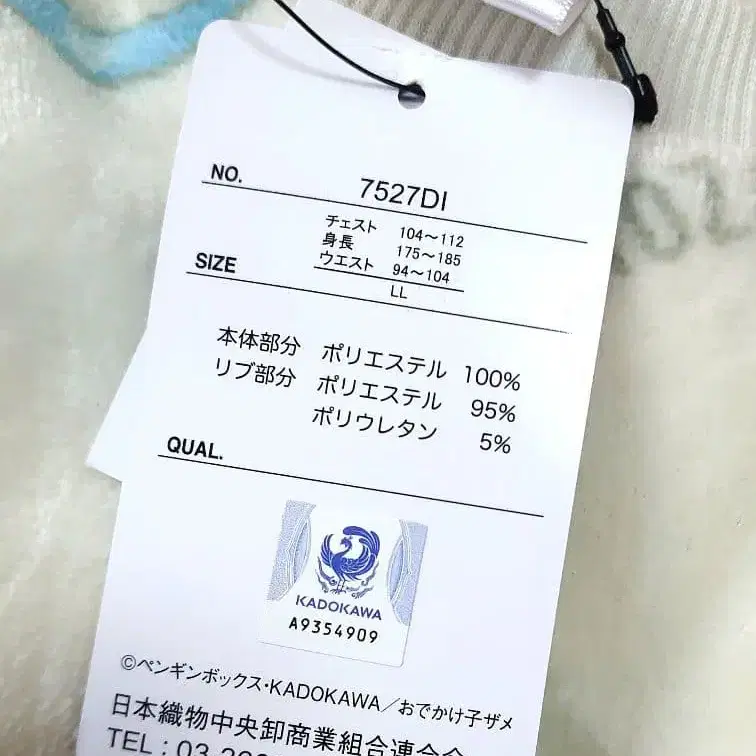 NO. 7527DI
チェスト 104〜112
身長 175〜185
ウエスト 94〜104
SIZE LL
本体部分 ポリエステル 100%
リブ部分 ポリエステル 95%
ポリウレタン 5%
QUAL.
KADOKAWA
A9354909
©ペンギンボックス・KADOKAWA／おでかけ子ザメ
日本織物中央卸商業組合連合会
TEL：03